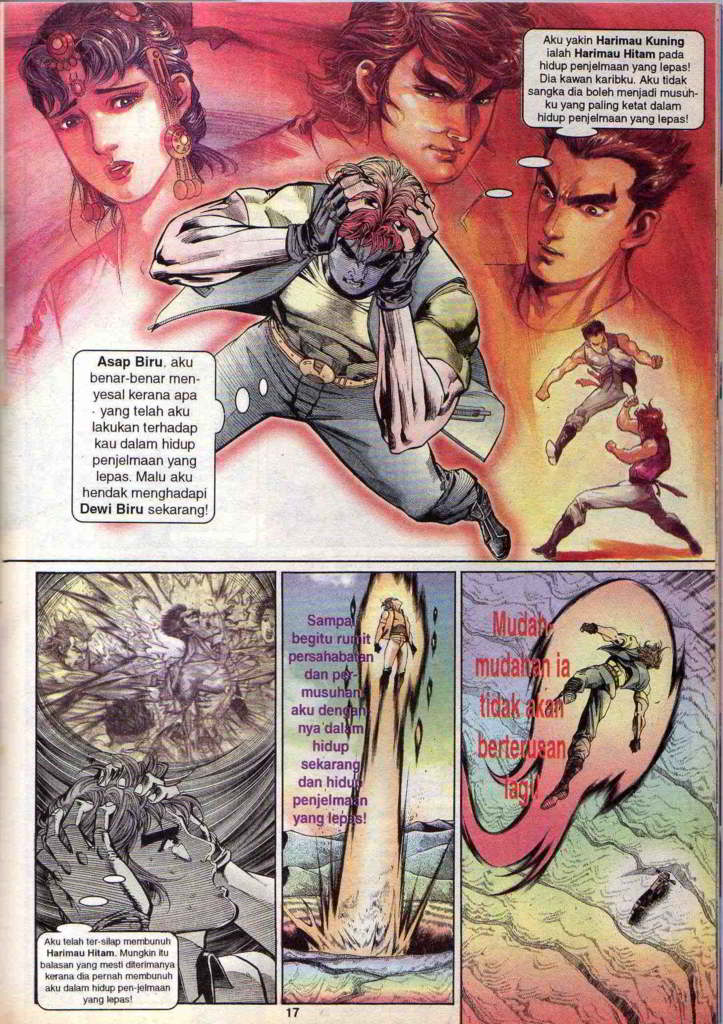 Aku yakin Harimau Kuning
ialah Harimau Hitam pada
hidup penjelmaan yang lepas!
Dia kawan karibku. Aku tidak
sangka dia boleh menjadi musuh-
ku yang paling ketat dalam
hidup penjelmaan yang lepas!
Asap Biru, aku
benar-benar men-
yesal kerana apa
yang telah aku
lakukan terhadap
kau dalam hidup
penjelmaan yang
lepas. Malu aku
hendak menghadapi
Dewi Biru sekarang!
Aku telah ter-silap membunuh
Harimau Hitam. Mungkin itu
balasan yang mesti diterimanya
kerana dia pernah membunuh
aku dalam hidup pen-jelmaan
yang lepas!
Sampai
begitu rumit
persahabatan
dan per-
musuhan
aku dengan-
nya dalam
hidup
sekarang
dan hidup
penjelmaan
yang lepas!
Mudah-
mudahan ia
tidak akan
berterusan
lagi!
17